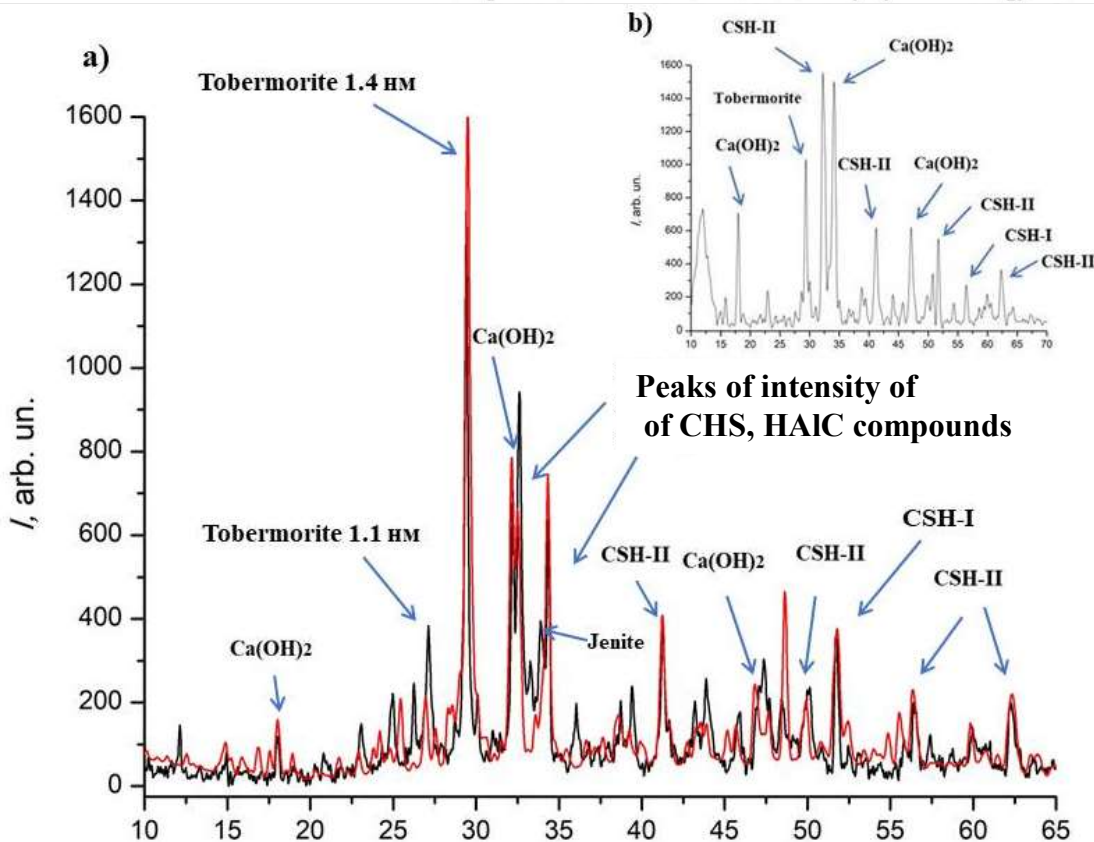 a)
Tobermorite 1.4 нм
Ca(OH)2
Peaks of intensity of
of CHS, HAlC compounds
Tobermorite 1.1 нм
Ca(OH)2
Jenite
CSH-II
Ca(OH)2
CSH-II
CSH-I
CSH-II
I, arb. un.
1600
1400
1200
1000
800
600
400
200
0
10 15 20 25 30 35 40 45 50 55 60 65
b)
CSH-II
Ca(OH)2
Tobermorite
Ca(OH)2
CSH-II
Ca(OH)2
CSH-II
CSH-I
CSH-II
I, arb. un.
1600
1400
1200
1000
800
600
400
200
0
10 15 20 25 30 35 40 45 50 55 60 65 70